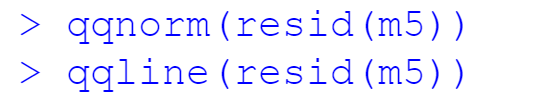 > qqnorm(resid(m5))
> qqline(resid(m5))